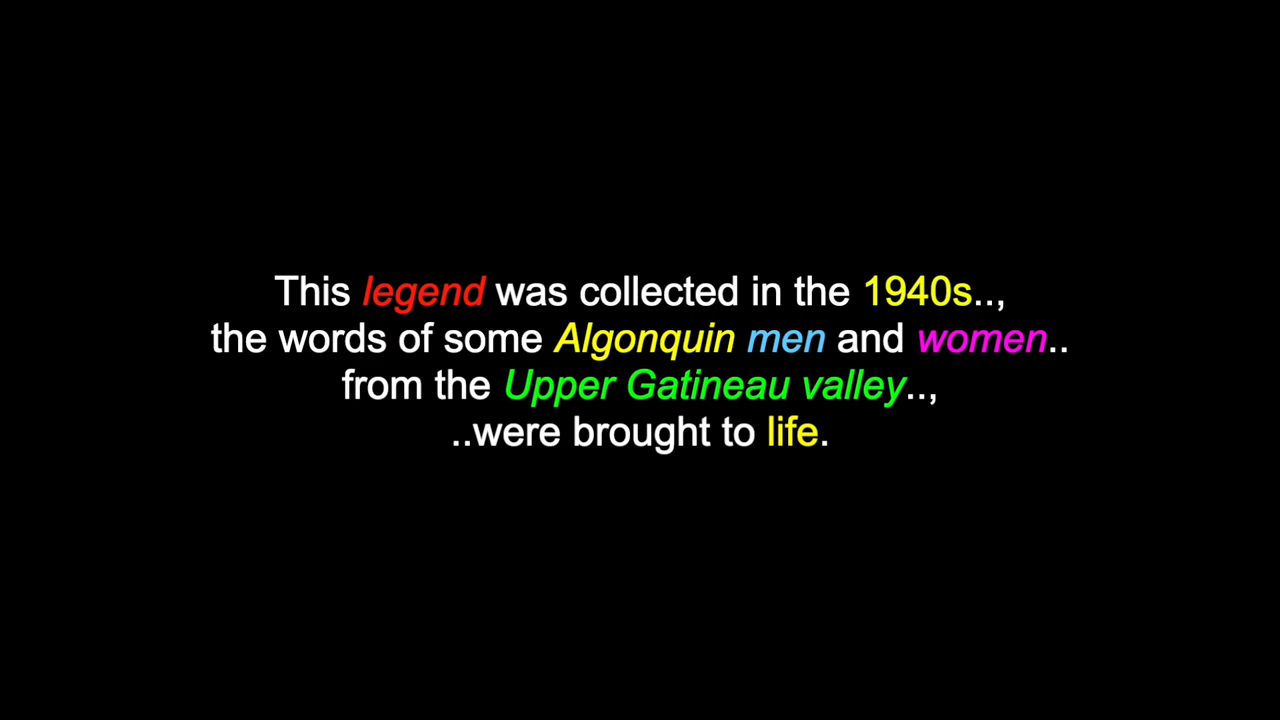 This legend was collected in the 1940s..,
the words of some Algonquin men and women..
from the Upper Gatineau valley..,
..were brought to life.